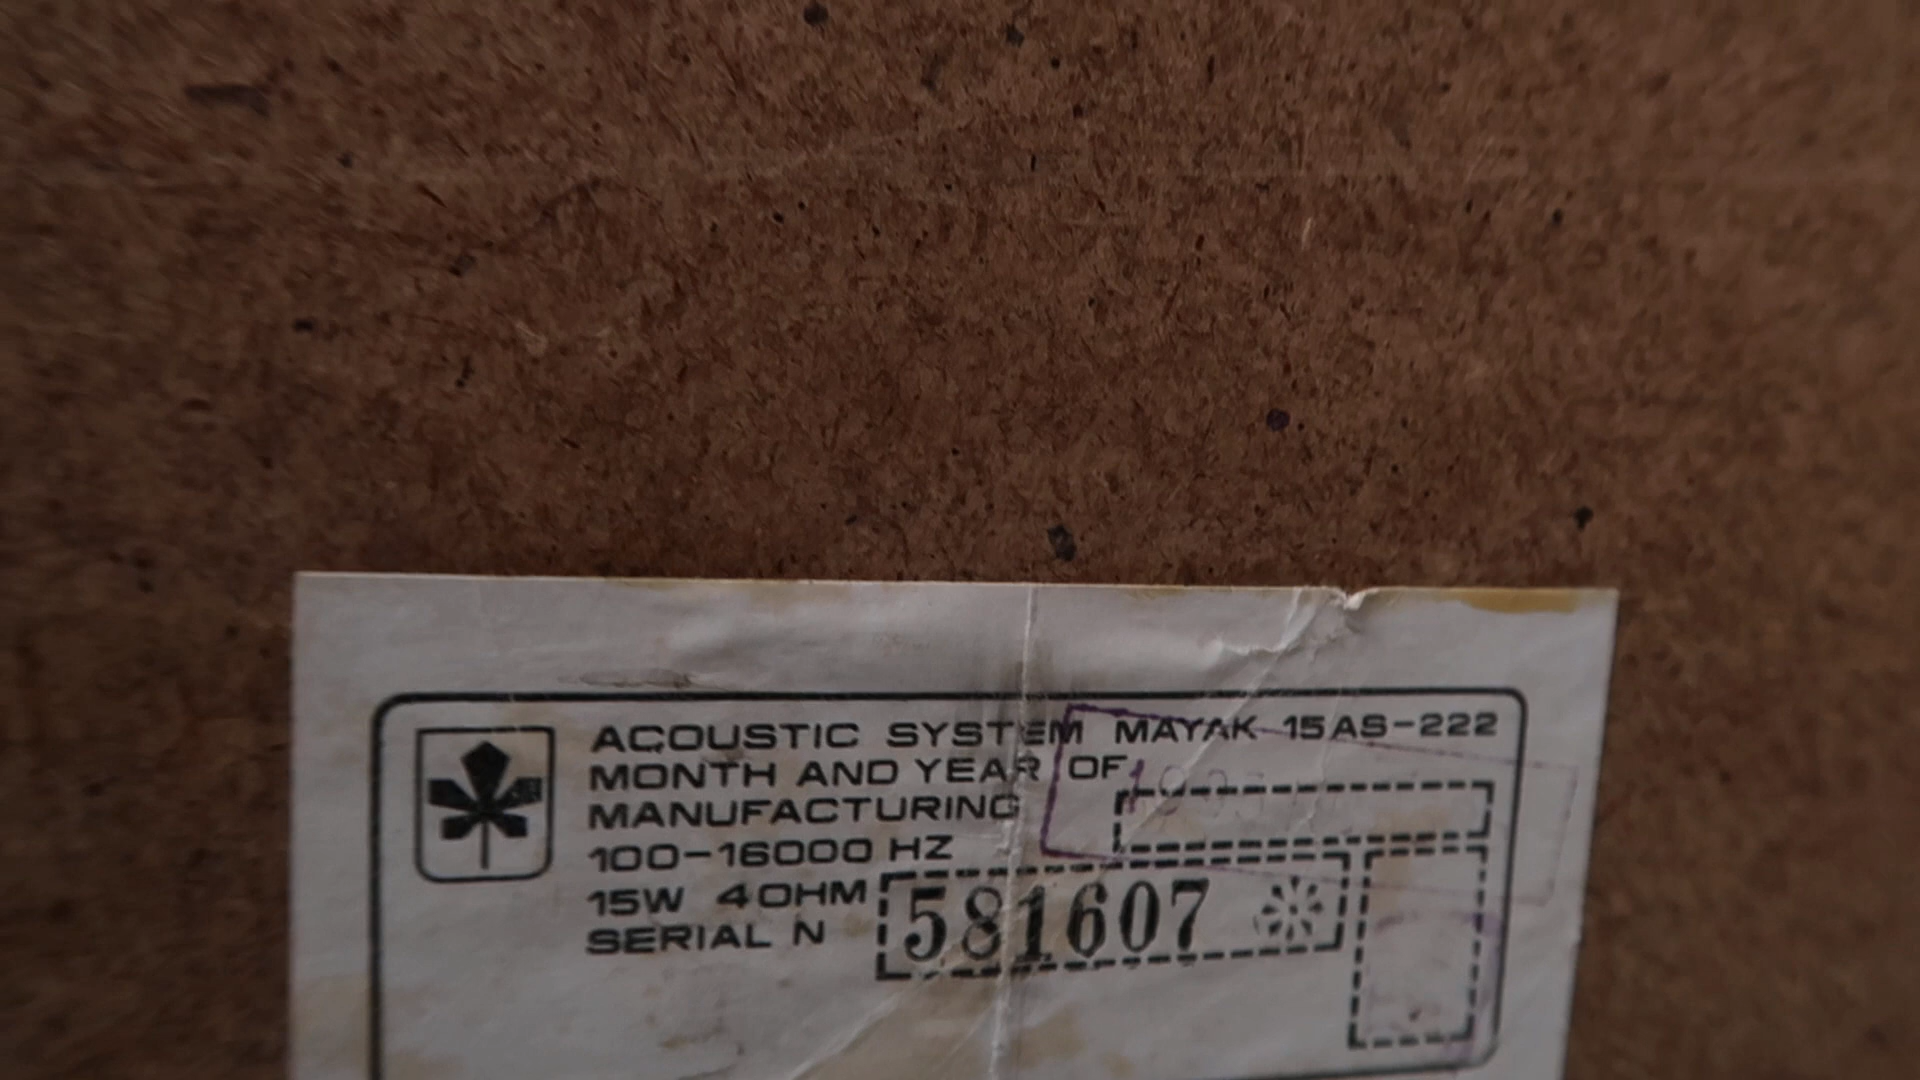 ACOUSTIC SYSTEM MAYAK 15AS-222
MONTH AND YEAR OF
MANUFACTURING
100-16000 HZ
15W 4OHM
SERIAL N 581607